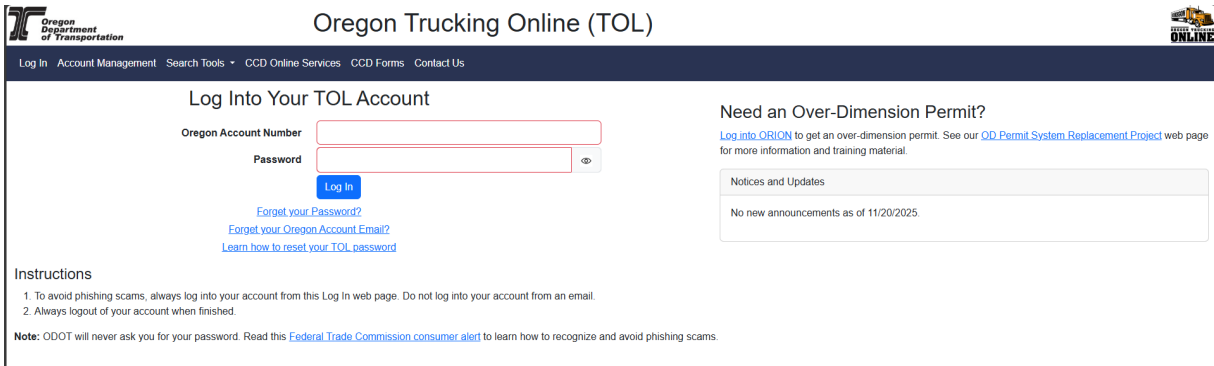 Oregon
Department
of Transportation
Oregon Trucking Online (TOL)
OREGON TRUCKING
ONLINE
Log In Account Management Search Tools CCD Online Services CCD Forms Contact Us
Log Into Your TOL Account
Oregon Account Number
Password
Log In
Forget your Password?
Forget your Oregon Account Email?
Learn how to reset your TOL password
Need an Over-Dimension Permit?
Log into ORION to get an over-dimension permit. See our OD Permit System Replacement Project web page
for more information and training material.
Notices and Updates
No new announcements as of 11/20/2025.
Instructions
1. To avoid phishing scams, always log into your account from this Log In web page. Do not log into your account from an email.
2. Always logout of your account when finished.
Note: ODOT will never ask you for your password. Read this Federal Trade Commission consumer alert to learn how to recognize and avoid phishing scams.